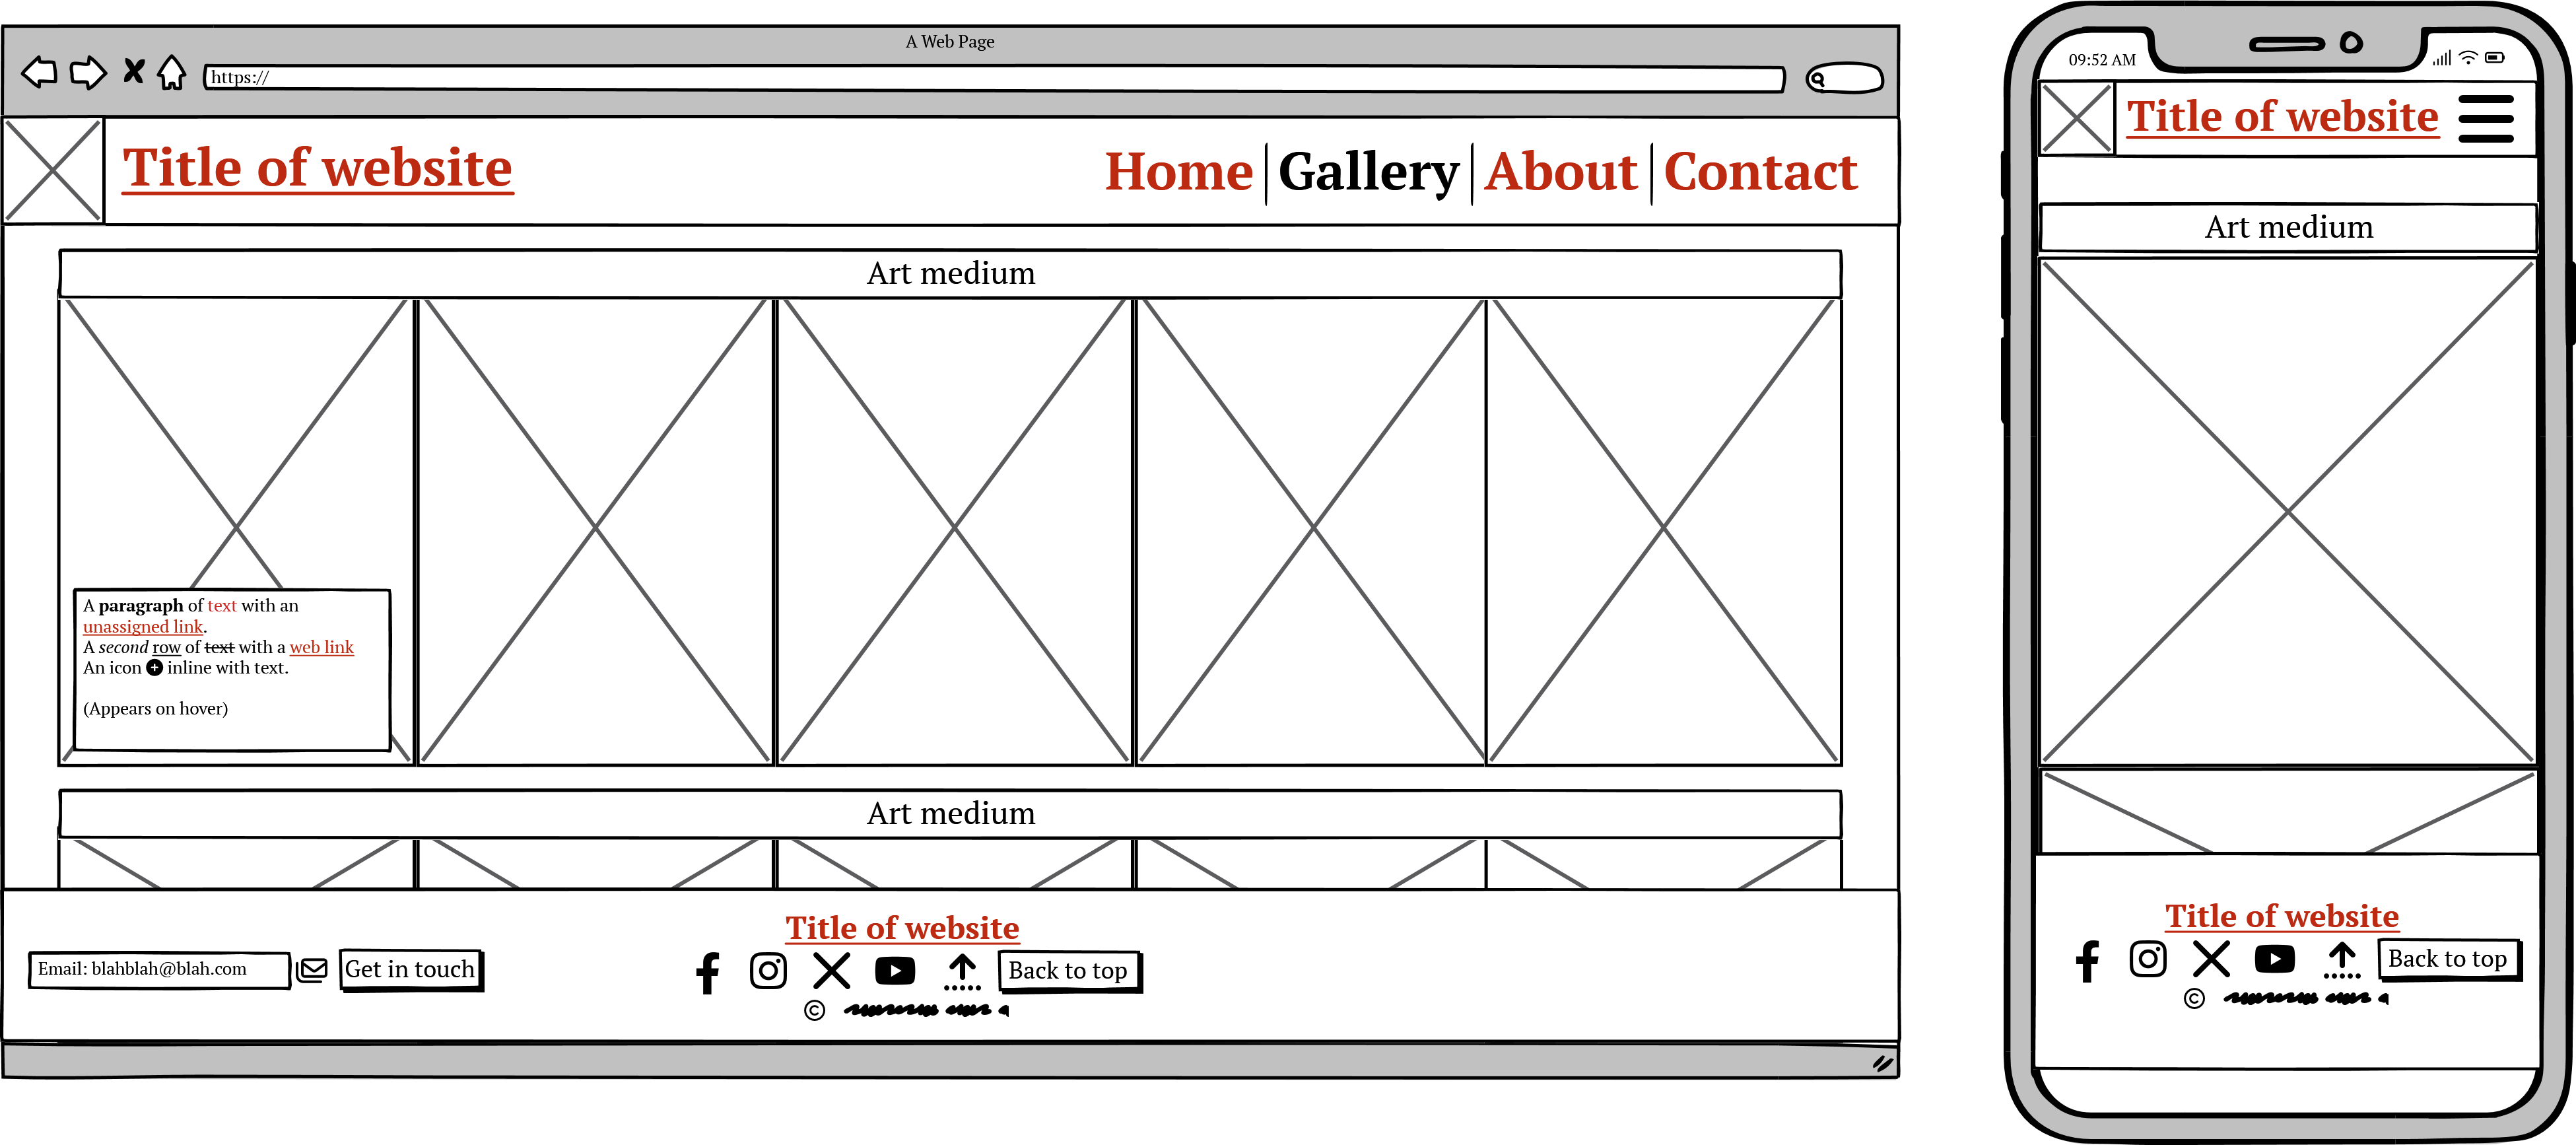 A Web Page
https://
Title of website
Home Gallery About Contact
Art medium
A paragraph of text with an
unassigned link.
A second row of text with a web link
An icon inline with text.
(Appears on hover)
Art medium
Title of website
Email: blahblah@blah.com
Get in touch
Back to top
©
09:52 AM
Title of website
Art medium
Title of website
Back to top
©